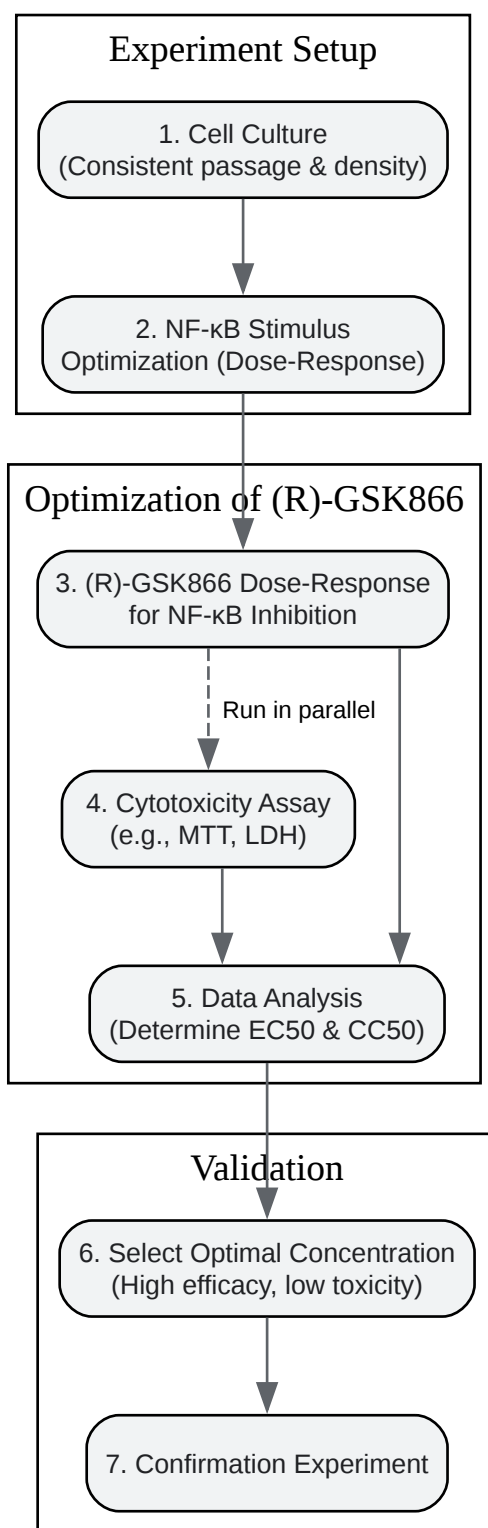 Experiment Setup
1. Cell Culture
(Consistent passage & density)
2. NF-κB Stimulus
Optimization (Dose-Response)
Optimization of (R)-GSK866
3. (R)-GSK866 Dose-Response
for NF-κB Inhibition
Run in parallel
4. Cytotoxicity Assay
(e.g., MTT, LDH)
5. Data Analysis
(Determine EC50 & CC50)
Validation
6. Select Optimal Concentration
(High efficacy, low toxicity)
7. Confirmation Experiment